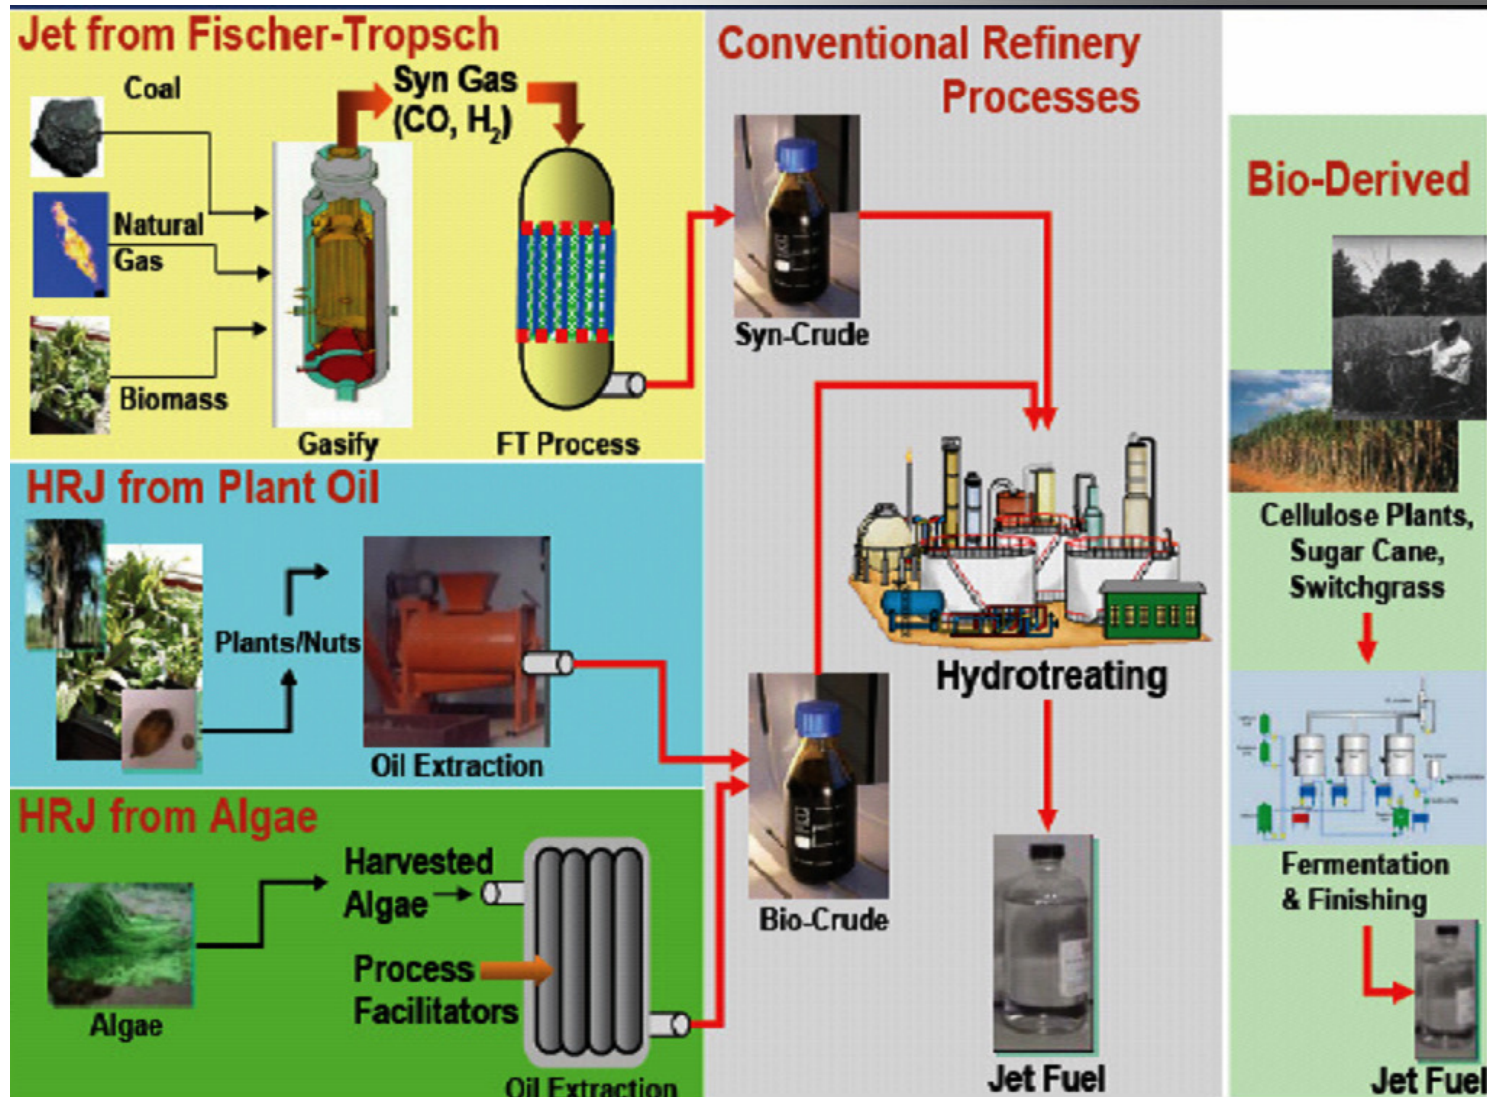 Jet from Fischer-Tropsch
Coal
Syn Gas
(CO, H2)
Natural
Gas
Biomass
Gasify
FT Process
HRJ from Plant Oil
Plants/Nuts
Oil Extraction
HRJ from Algae
Harvested
Algae
Process
Facilitators
Algae
Oil Extraction
Conventional Refinery
Processes
Syn-Crude
Hydrotreating
Bio-Crude
Jet Fuel
Bio-Derived
Cellulose Plants,
Sugar Cane,
Switchgrass
Fermentation
& Finishing
Jet Fuel